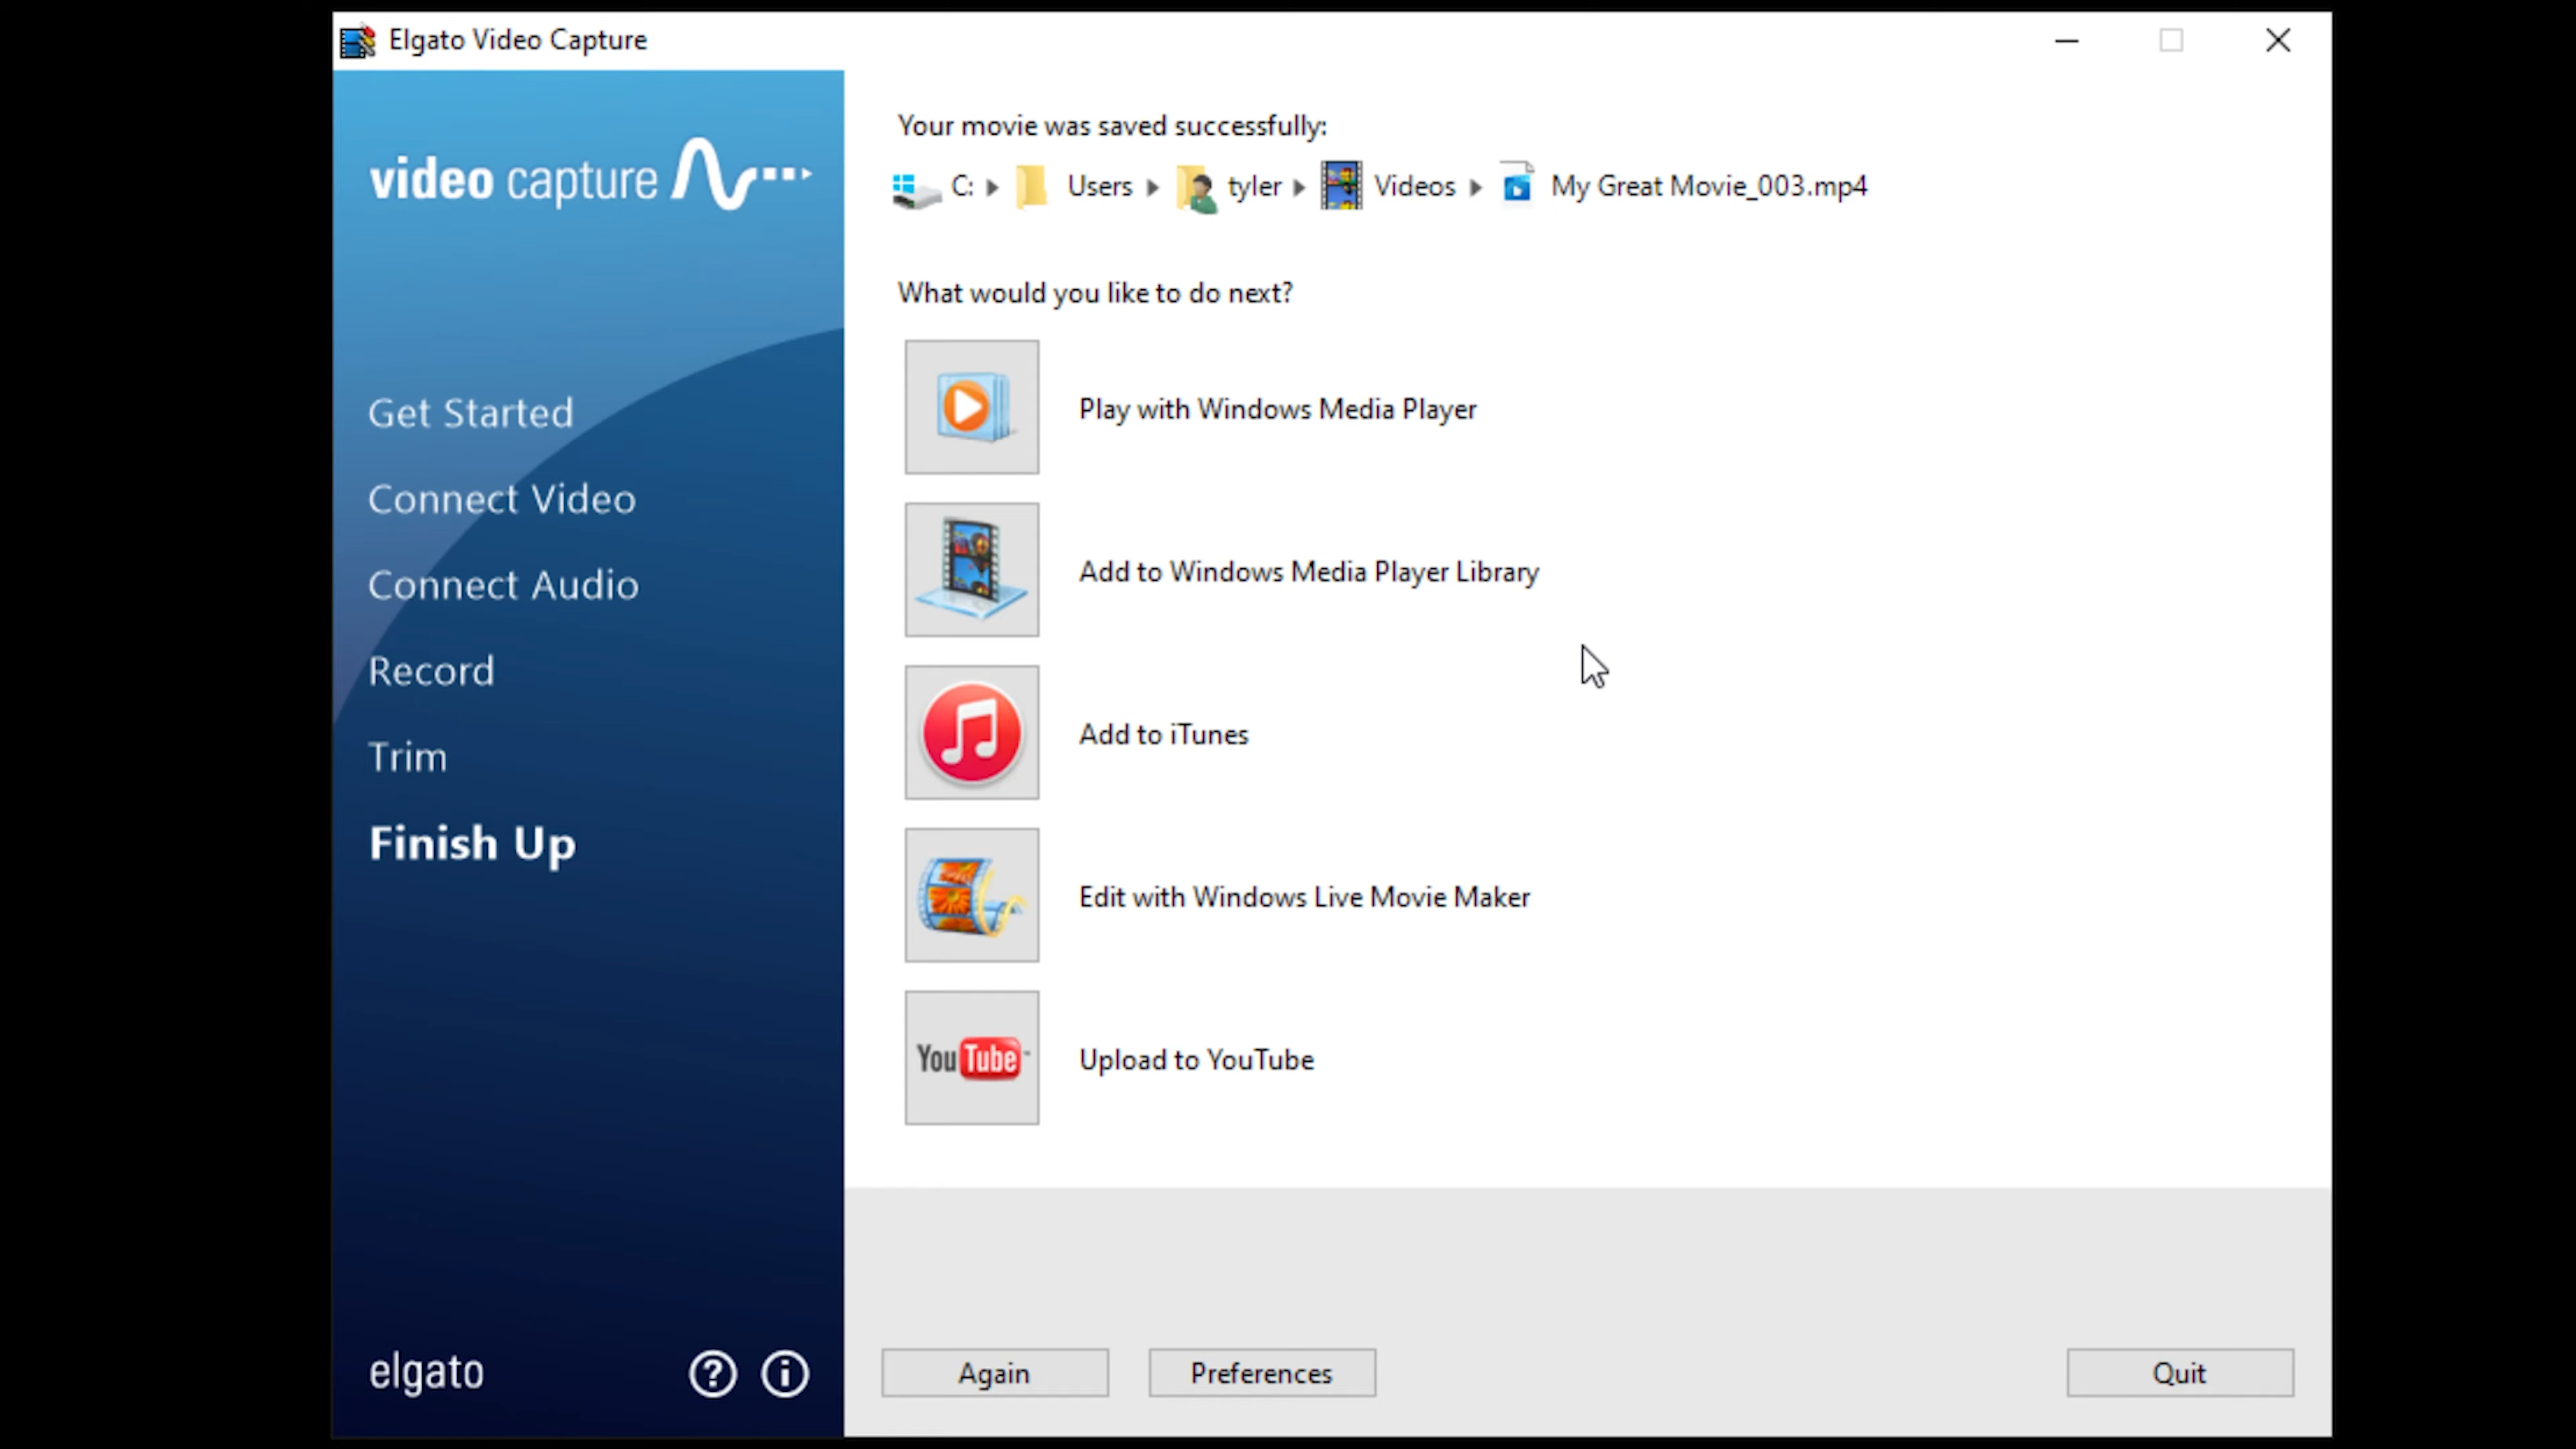 Elgato Video Capture
video capture
Get Started
Connect Video
Connect Audio
Record
Trim
Finish Up
elgato
Your movie was saved successfully:
C: Users tyler Videos My Great Movie_003.mp4
What would you like to do next?
Play with Windows Media Player
Add to Windows Media Player Library
Add to iTunes
Edit with Windows Live Movie Maker
YouTube
Upload to YouTube
Again Preferences Quit